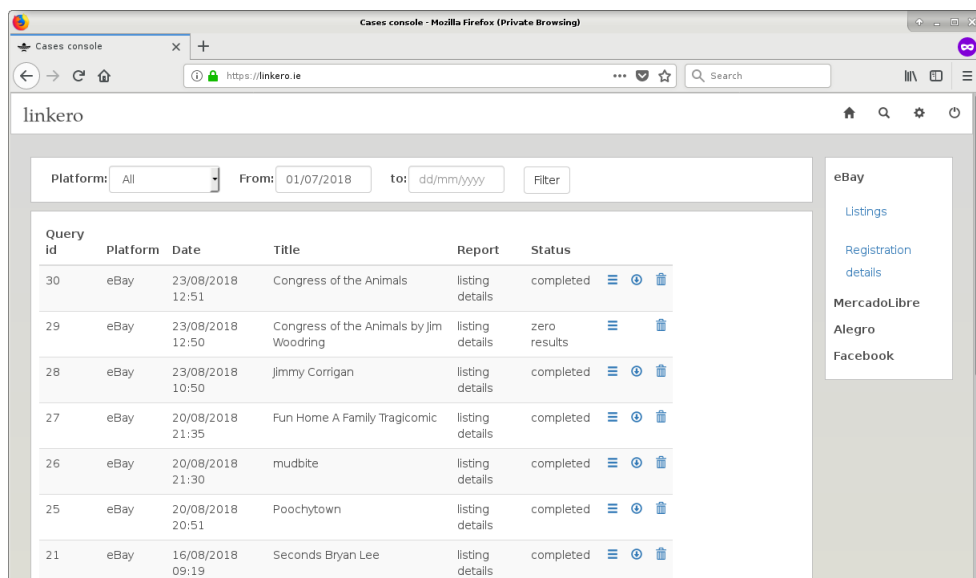 Cases console - Mozilla Firefox (Private Browsing)
Cases console
https://linkero.ie
Search
linkero
Platform: All From: 01/07/2018 to: dd/mm/yyyy Filter
Query id Platform Date Title Report Status
30 eBay 23/08/2018 12:51 Congress of the Animals listing details completed
29 eBay 23/08/2018 12:50 Congress of the Animals by Jim Woodring listing details zero results
28 eBay 23/08/2018 10:50 Jimmy Corrigan listing details completed
27 eBay 20/08/2018 21:35 Fun Home A Family Tragicomic listing details completed
26 eBay 20/08/2018 21:30 mudbite listing details completed
25 eBay 20/08/2018 20:51 Poochytown listing details completed
21 eBay 16/08/2018 09:19 Seconds Bryan Lee listing details completed
eBay
Listings
Registration
details
MercadoLibre
Alegro
Facebook